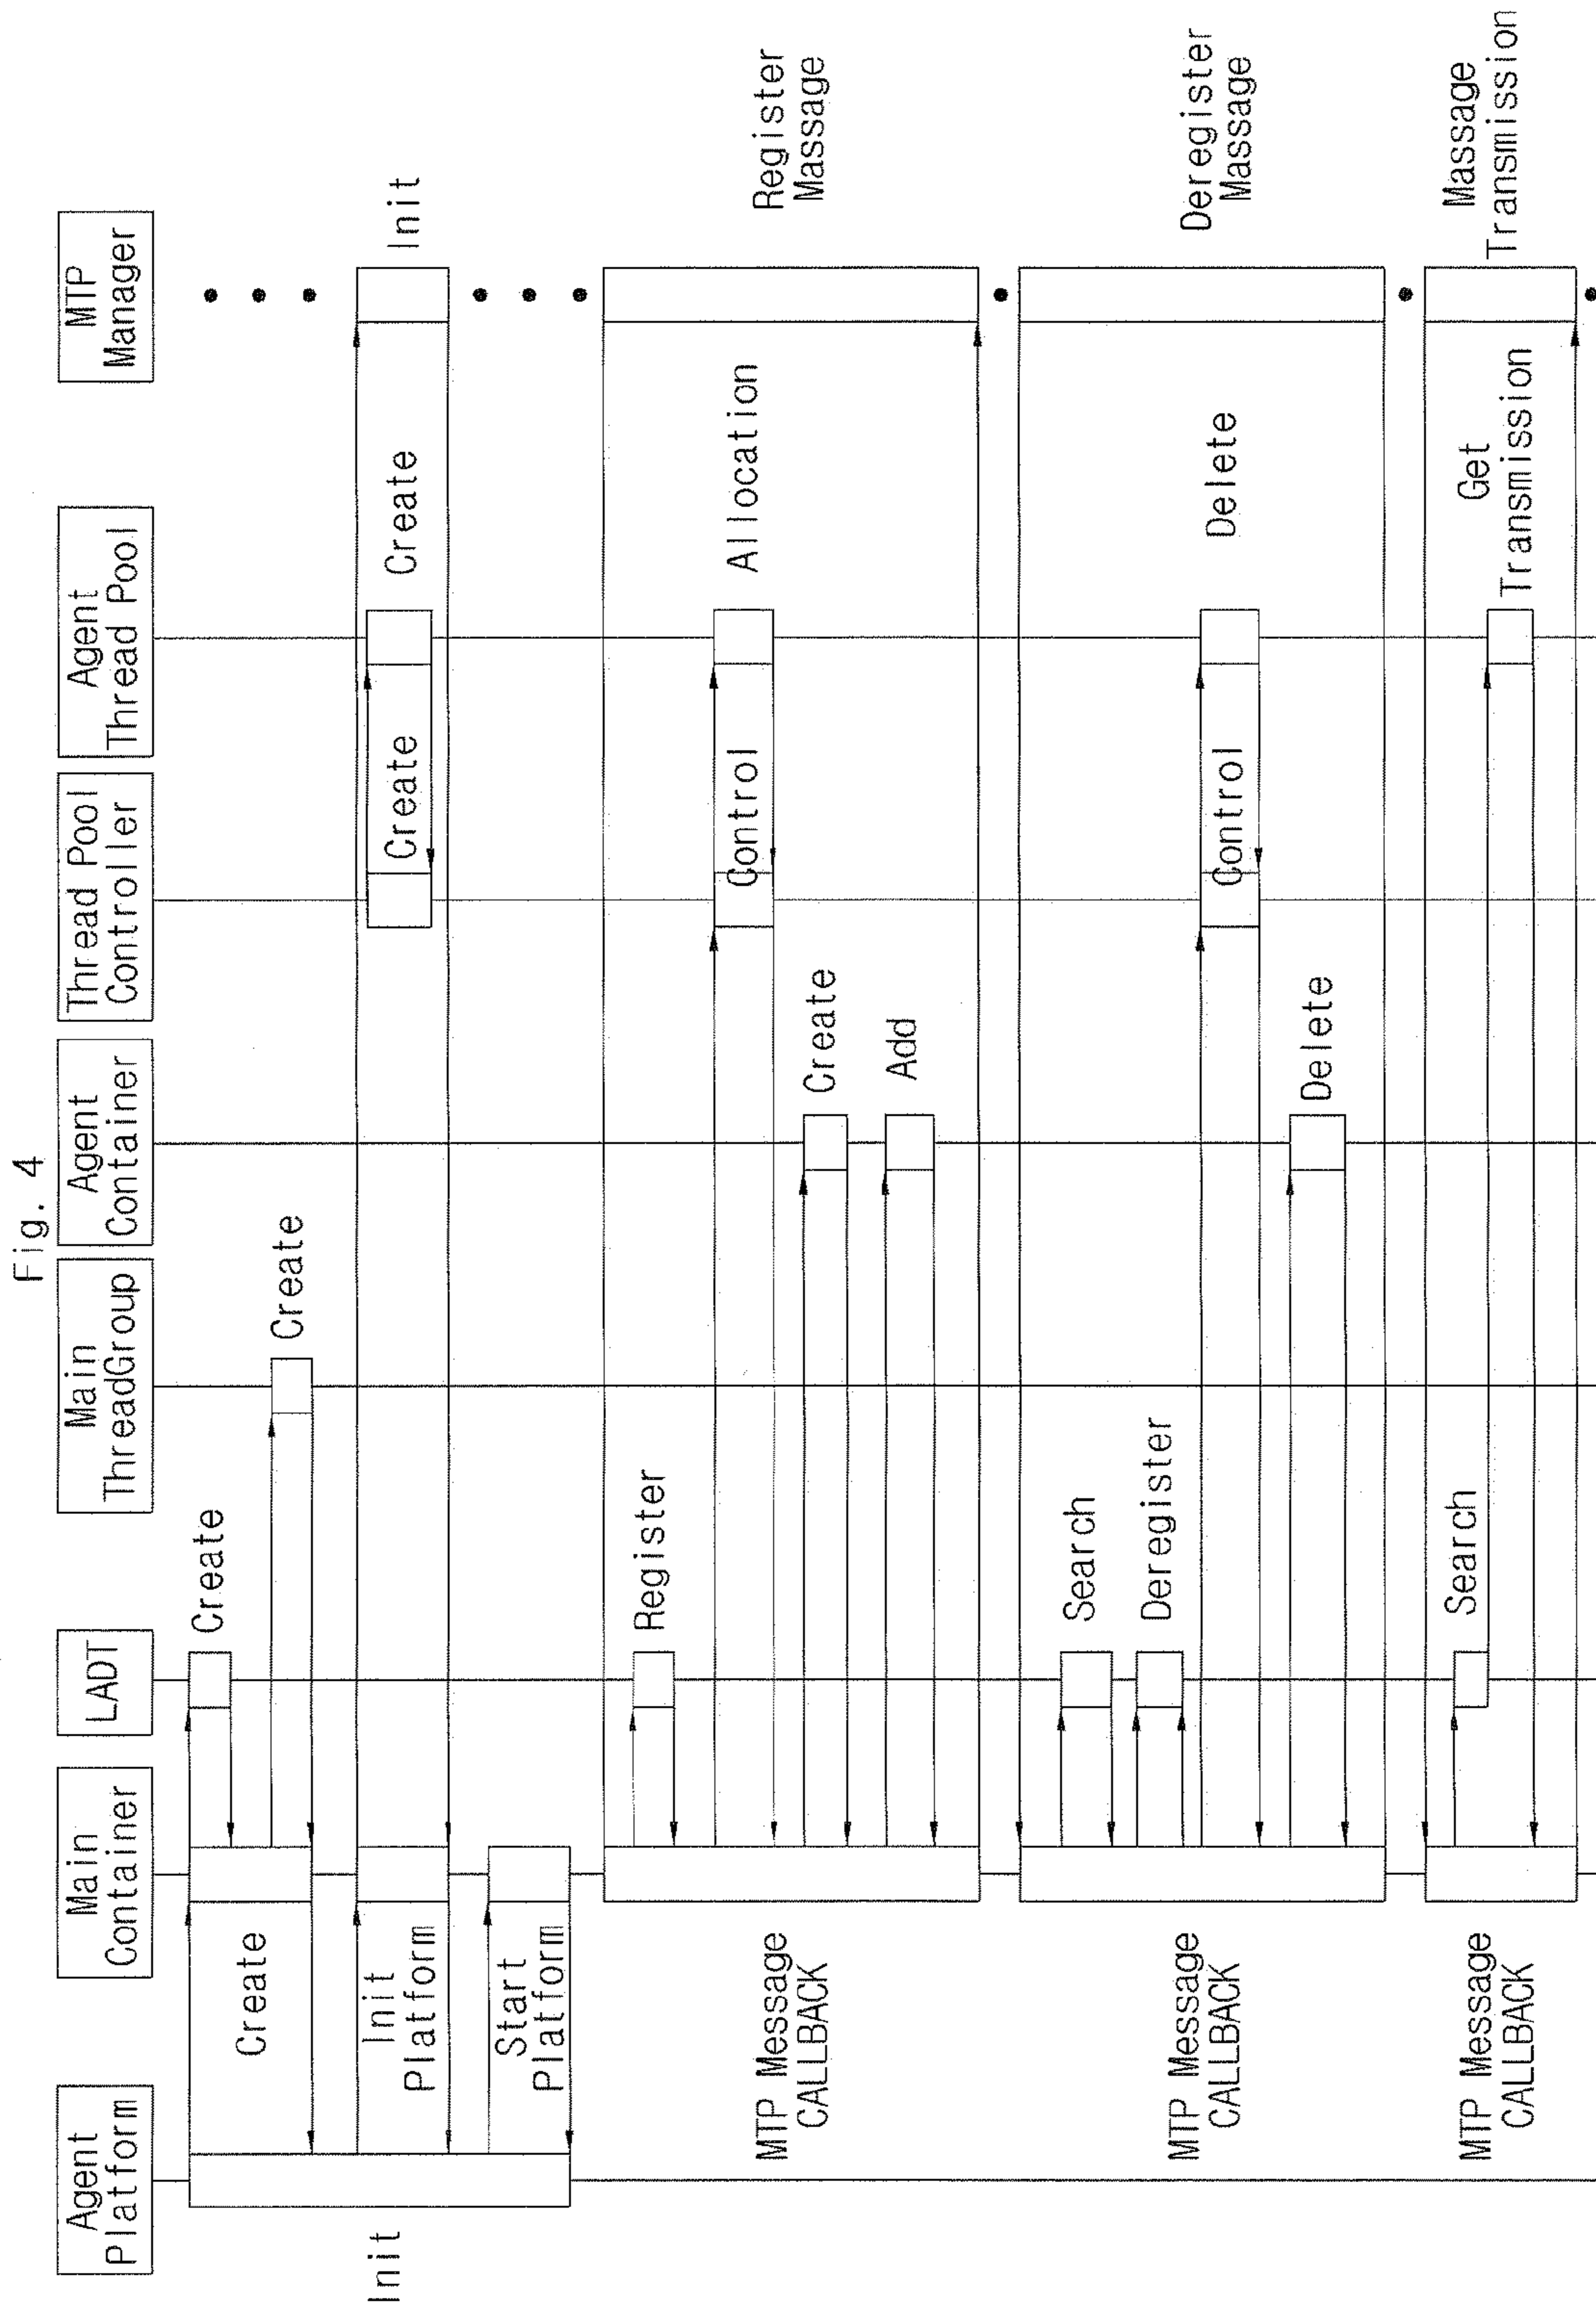 Fig. 4
Agent
Platform
Main
Container
LADT
Main
ThreadGroup
Agent
Container
Thread Pool
Controller
Agent
Thread Pool
MTP
Manager
Init
Create
Create
Create
Init
Platform
Create
Create
Init
Start
Platform
MTP Message
CALLBACK
Register
Control
Allocation
Register
Massage
Create
Add
MTP Message
CALLBACK
Search
Deregister
Control
Delete
Deregister
Massage
Delete
MTP Message
CALLBACK
Search
Get
Transmission
Massage
Transmission